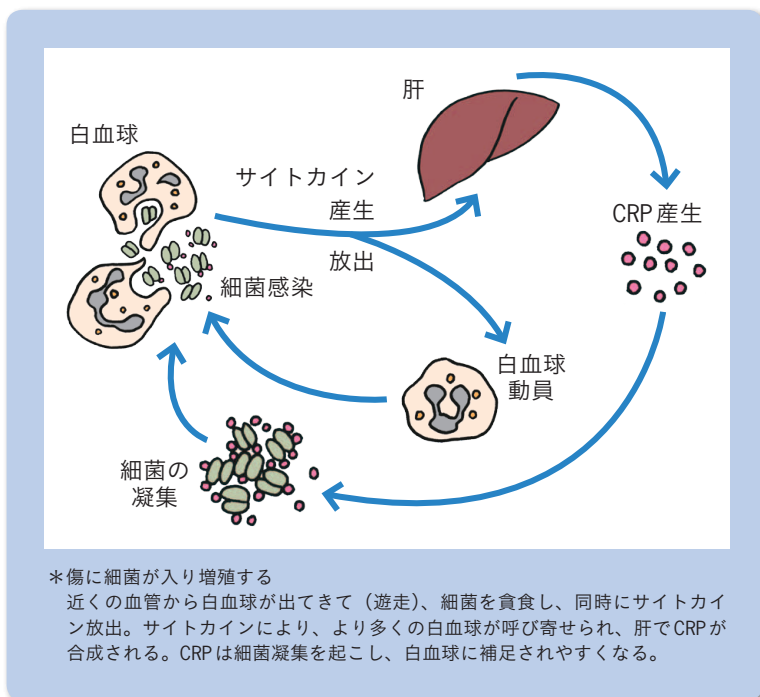 肝
白血球
サイトカイン
産生
放出
CRP産生
細菌感染
白血球
動員
細菌の
凝集
＊傷に細菌が入り増殖する
近くの血管から白血球が出てきて（遊走）、細菌を貪食し、同時にサイトカイ
ン放出。サイトカインにより、より多くの白血球が呼び寄せられ、肝でCRPが
合成される。CRPは細菌凝集を起こし、白血球に補足されやすくなる。